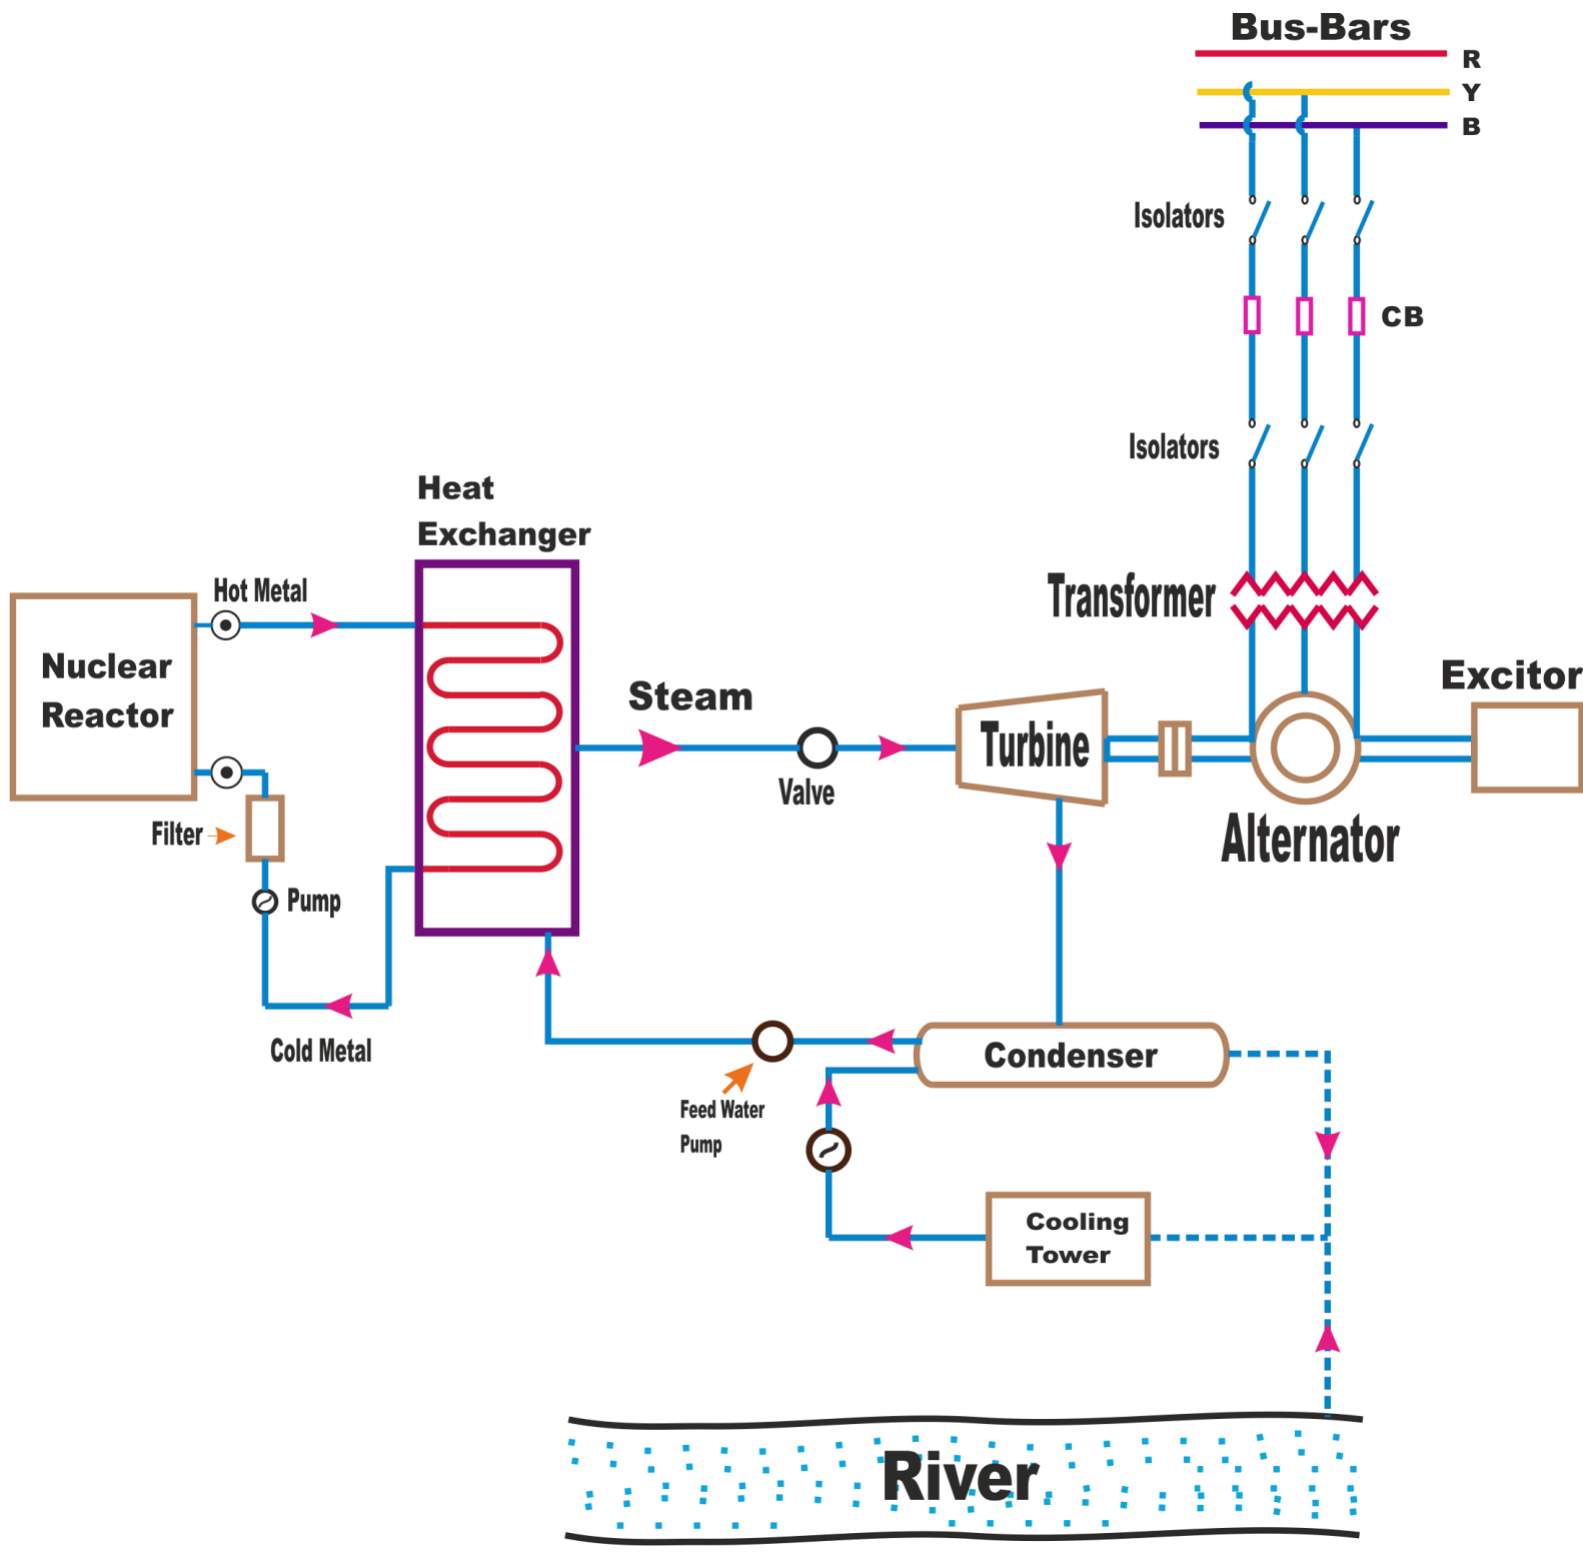 Bus-Bars
R
Y
B
Isolators
CB
Isolators
Heat
Exchanger
Hot Metal
Transformer
Nuclear
Reactor
Steam
Excitor
Turbine
Valve
Filter
Alternator
Pump
Cold Metal
Condenser
Feed Water
Pump
Cooling
Tower
River